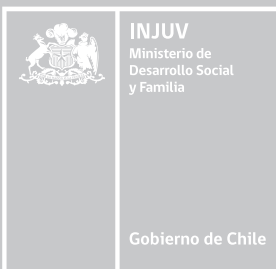 INJUV
Ministerio de
Desarrollo Social
y Familia
Gobierno de Chile